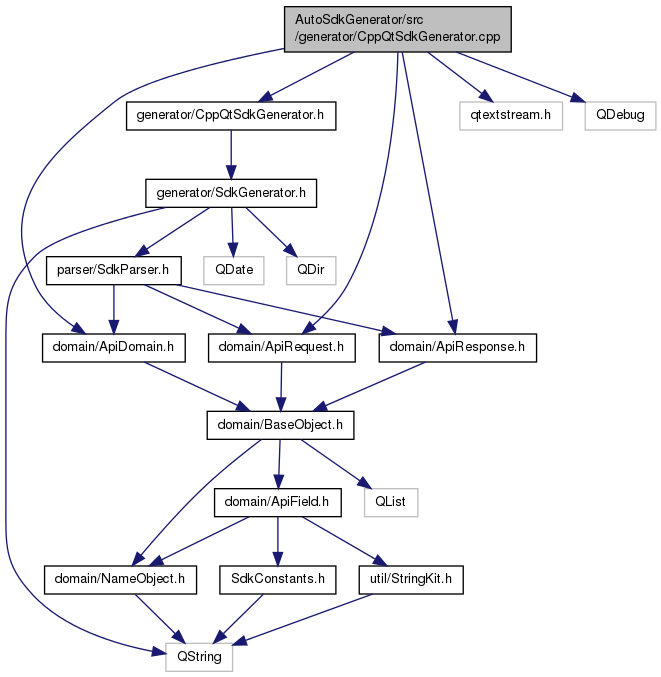 AutoSdkGenerator/src
/generator/CppQtSdkGenerator.cpp
generator/CppQtSdkGenerator.h
qtextstream.h
QDebug
generator/SdkGenerator.h
parser/SdkParser.h
QDate
QDir
domain/ApiDomain.h
domain/ApiRequest.h
domain/ApiResponse.h
domain/BaseObject.h
domain/ApiField.h
QList
domain/NameObject.h
SdkConstants.h
util/StringKit.h
QString